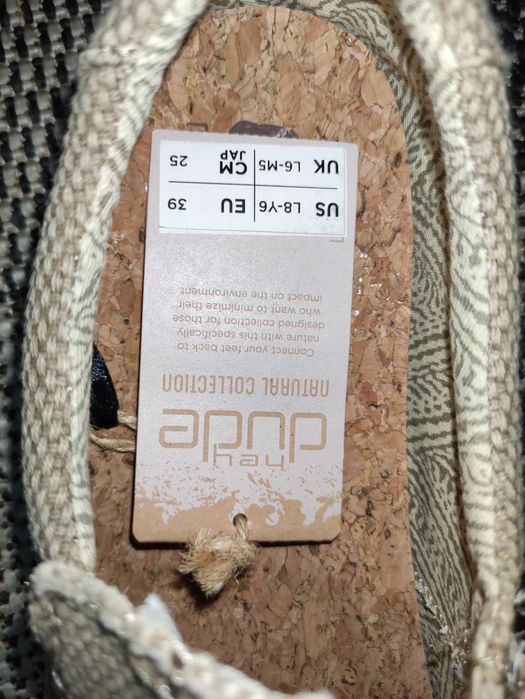 hey
dude
NATURAL COLLECTION
Connect your feet back to
nature with this specifically
designed collection for those
who want to minimize their
impact on the environment.
US L8-Y6 EU 39
UK L6-M5 CM JAP 25